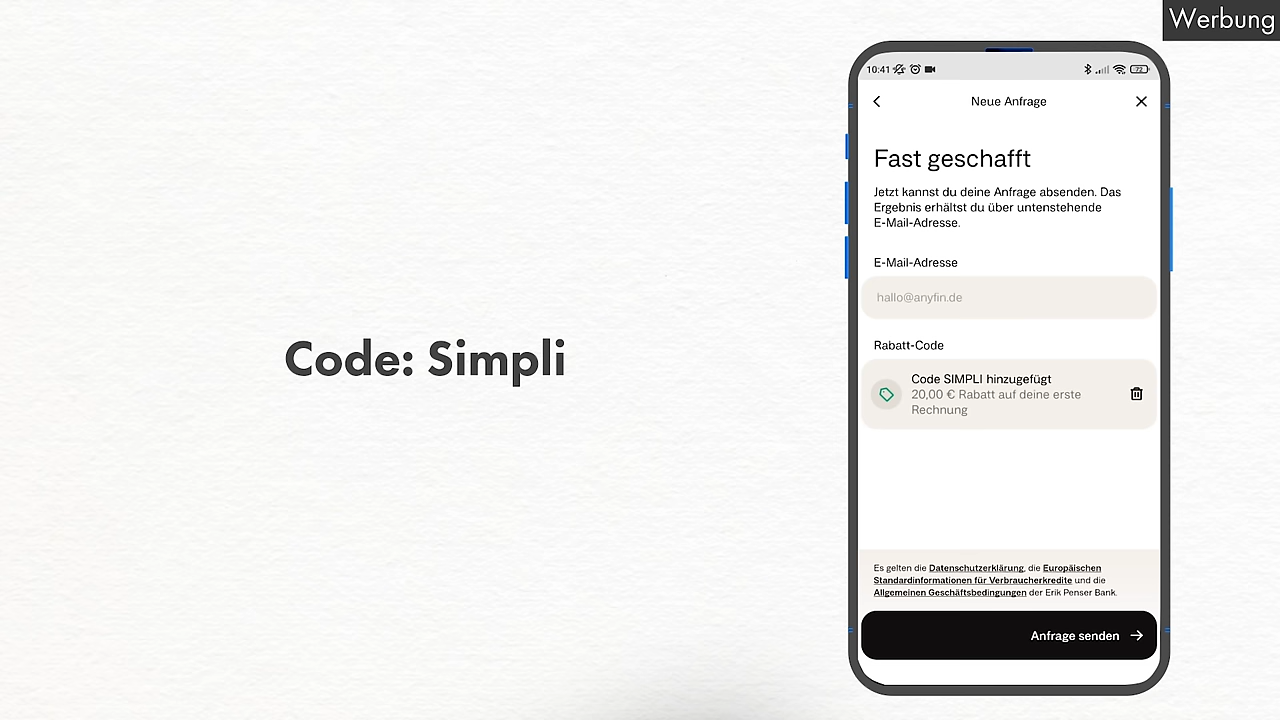 Werbung
Code: Simpli
10:41
72
Neue Anfrage
Fast geschafft
Jetzt kannst du deine Anfrage absenden. Das
Ergebnis erhältst du über untenstehende
E-Mail-Adresse.
E-Mail-Adresse
hallo@anyfin.de
Rabatt-Code
Code SIMPLI hinzugefügt
20,00 € Rabatt auf deine erste
Rechnung
Es gelten die Datenschutzerklärung, die Europäischen
Standardinformationen für Verbraucherkredite und die
Allgemeinen Geschäftsbedingungen der Erik Penser Bank.
Anfrage senden